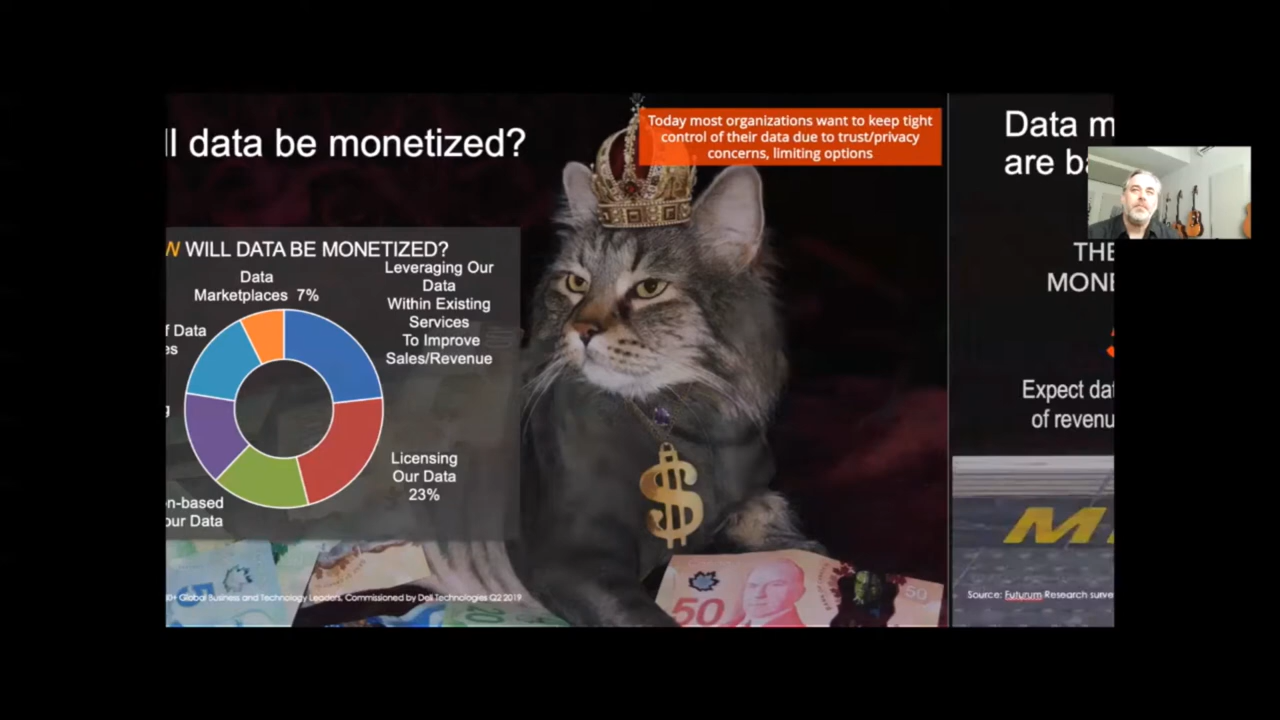 ll data be monetized?
Today most organizations want to keep tight
control of their data due to trust/privacy
concerns, limiting options
N WILL DATA BE MONETIZED?
Data
Marketplaces 7%
Leveraging Our
Data
Within Existing
Services
To Improve
Sales/Revenue
f Data
es
g
Licensing
Our Data
23%
n-based
our Data
0+ Global Business and Technology Leaders, Commissioned by Dell Technologies Q2 2019
50
50
Data m
are ba
THE
MONE
Expect dat
of revenu
M
Source: Futurum Research surve